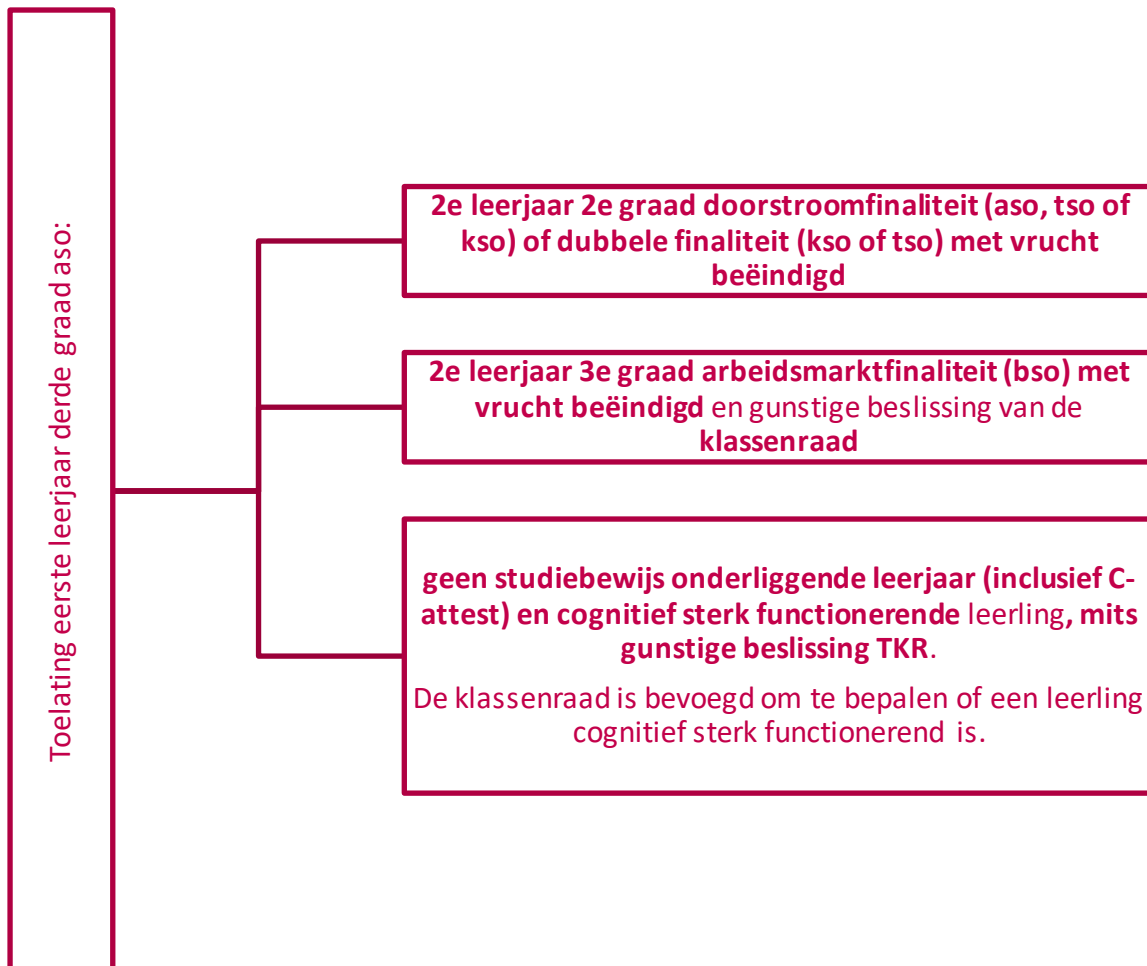 Toelating eerste leerjaar derde graad aso:
2e leerjaar 2e graad doorstroomfinaliteit (aso, tso of
kso) of dubbele finaliteit (kso of tso) met vrucht
beëindigd
2e leerjaar 3e graad arbeidsmarktfinaliteit (bso) met
vrucht beëindigd en gunstige beslissing van de
klassenraad
geen studiebewijs onderliggende leerjaar (inclusief C-
attest) en cognitief sterk functionerende leerling, mits
gunstige beslissing TKR.
De klassenraad is bevoegd om te bepalen of een leerling
cognitief sterk functionerend is.